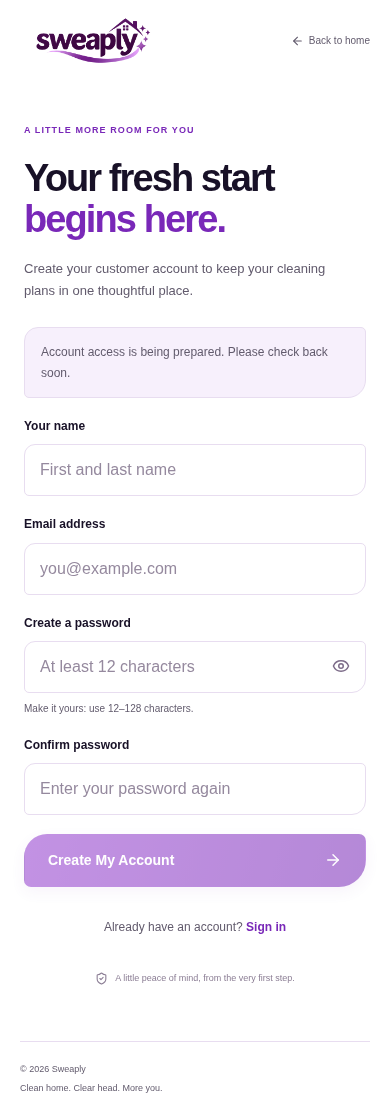 sweaply
Back to home
A LITTLE MORE ROOM FOR YOU
Your fresh start
begins here.
Create your customer account to keep your cleaning
plans in one thoughtful place.
Account access is being prepared. Please check back
soon.
Your name
First and last name
Email address
you@example.com
Create a password
At least 12 characters
Make it yours: use 12–128 characters.
Confirm password
Enter your password again
Create My Account
Already have an account? Sign in
A little peace of mind, from the very first step.
© 2026 Sweaply
Clean home. Clear head. More you.